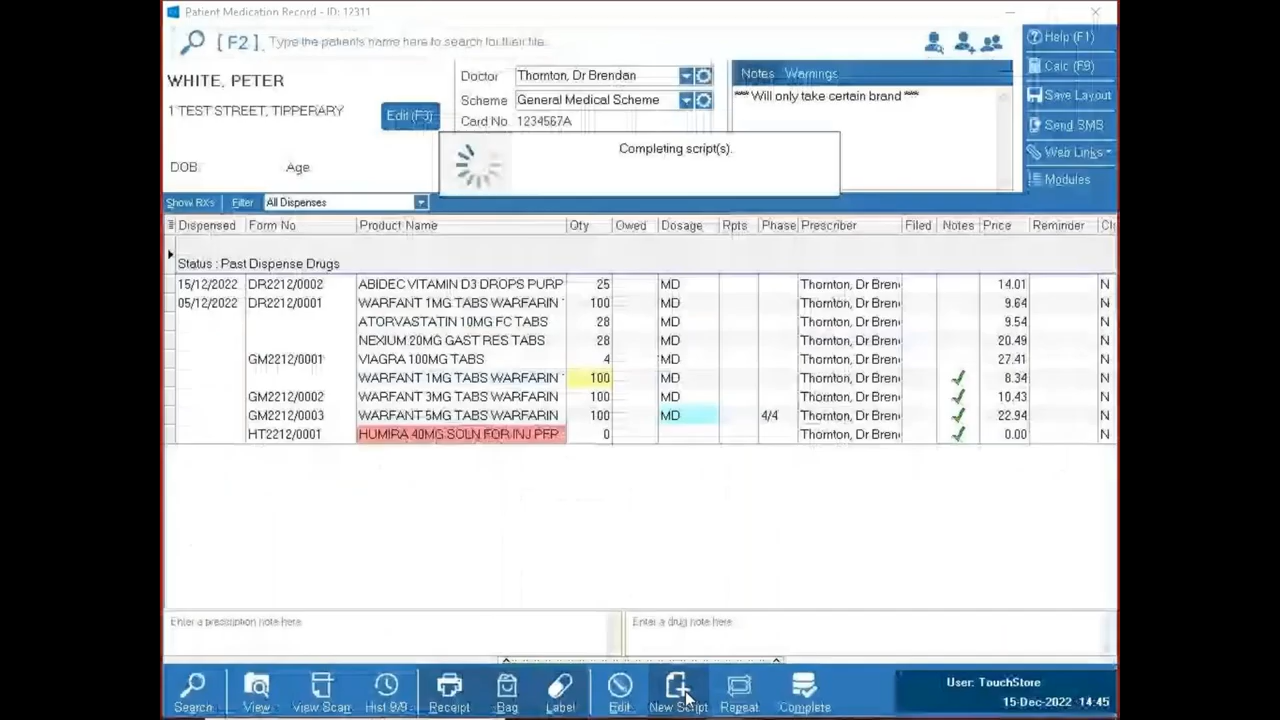 Patient Medication Record - ID: 12311
[ F2 ] Type the patient's name here to search for their file.
Help (F1)
Calc (F9)
Save Layout
Send SMS
Web Links
Modules
WHITE, PETER
1 TEST STREET, TIPPERARY
Edit (F3)
DOB Age
Doctor Thornton, Dr Brendan
Scheme General Medical Scheme
Card No 1234567A
Notes Warnings
*** Will only take certain brand ***
Completing script(s).
Show RXs Filter All Dispenses
Dispensed Form No Product Name Qty Owed Dosage Rpts Phase Prescriber Filed Notes Price Reminder
Status : Past Dispense Drugs
15/12/2022 DR2212/0002 ABIDEC VITAMIN D3 DROPS PURP 25 MD Thornton, Dr Bren 14.01 N
05/12/2022 DR2212/0001 WARFANT 1MG TABS WARFARIN 100 MD Thornton, Dr Bren 9.64 N
ATORVASTATIN 10MG FC TABS 28 MD Thornton, Dr Bren 9.54 N
NEXIUM 20MG GAST RES TABS 28 MD Thornton, Dr Bren 20.49 N
GM2212/0001 VIAGRA 100MG TABS 4 MD Thornton, Dr Bren 27.41 N
WARFANT 1MG TABS WARFARIN 100 MD Thornton, Dr Bren 8.34 N
GM2212/0002 WARFANT 3MG TABS WARFARIN 100 MD Thornton, Dr Bren 10.43 N
GM2212/0003 WARFANT 5MG TABS WARFARIN 100 MD 4/4 Thornton, Dr Bren 22.94 N
HT2212/0001 HUMIRA 40MG SOLN FOR INJ PFP 0 Thornton, Dr Bren 0.00 N
Enter a prescription note here
Enter a drug note here
Search View View Scan Hist 9/9 Receipt Bag Label Edit New Script Repeat Complete
User: TouchStore
15-Dec-2022 - 14:45